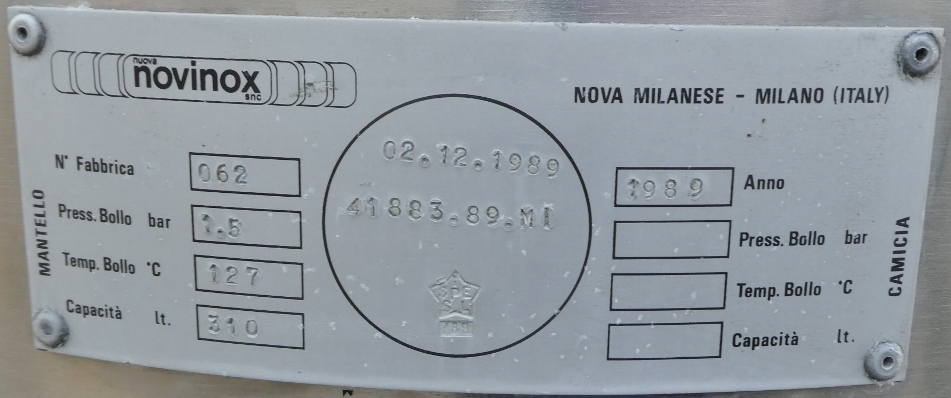 nuova
novinox
snc
NOVA MILANESE - MILANO (ITALY)
MANTELLO
N° Fabbrica 062
Press. Bollo bar 1.5
Temp. Bollo °C 127
Capacità lt. 310
02.12.1989
41883.89.MI
1989 Anno
Press. Bollo bar
Temp. Bollo °C
Capacità lt.
CAMICIA